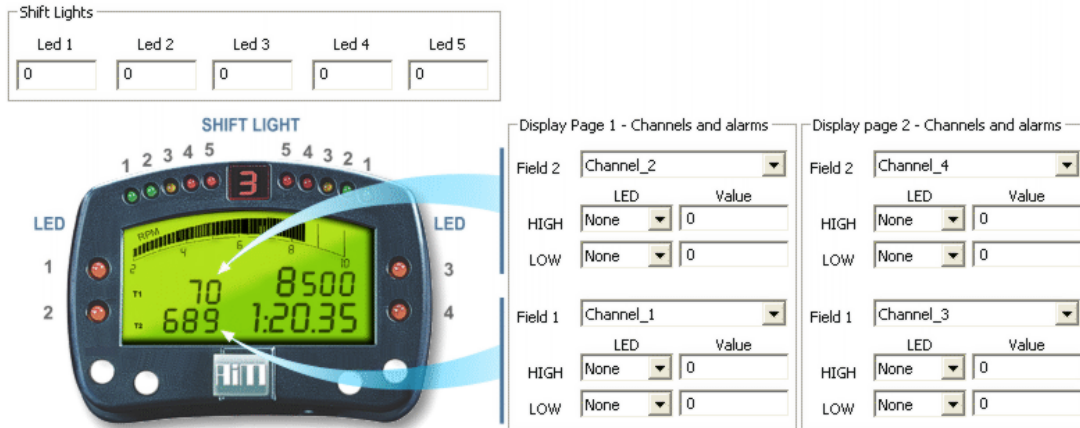 Shift Lights
Led 1 Led 2 Led 3 Led 4 Led 5
0 0 0 0 0
SHIFT LIGHT
1 2 3 4 5 5 4 3 2 1
3
LED LED
RPM
2 4 6 8 10
1 3
T1 70 8500
2 4
T2 689 1:20.35
AiM
Display Page 1 - Channels and alarms
Field 2 Channel_2
LED Value
HIGH None 0
LOW None 0
Field 1 Channel_1
LED Value
HIGH None 0
LOW None 0
Display page 2 - Channels and alarms
Channel_4
LED Value
HIGH None 0
LOW None 0
Field 2
Field 1 Channel_3
LED Value
HIGH None 0
LOW None 0